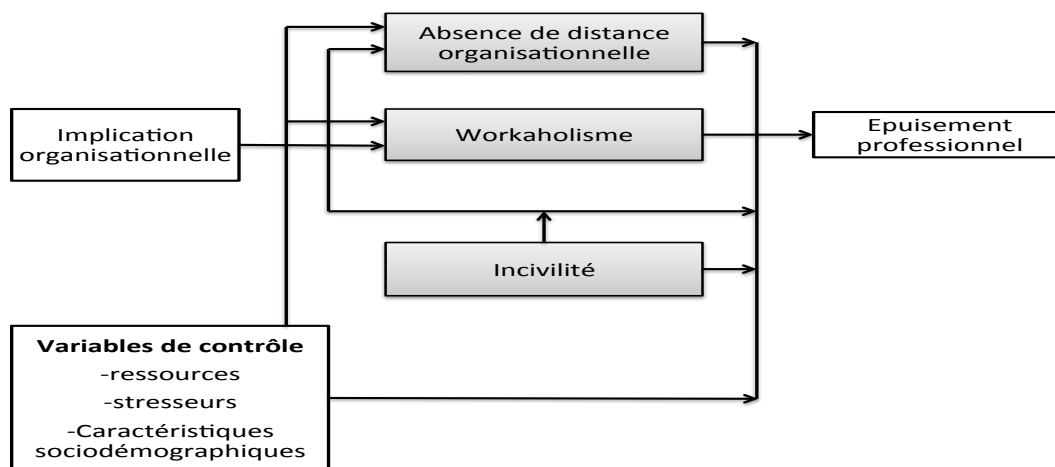 Absence de distance
organisationnelle
Implication
organisationnelle
Workaholisme
Epuisement
professionnel
Incivilité
Variables de contrôle
-ressources
-stresseurs
-Caractéristiques
sociodémographiques